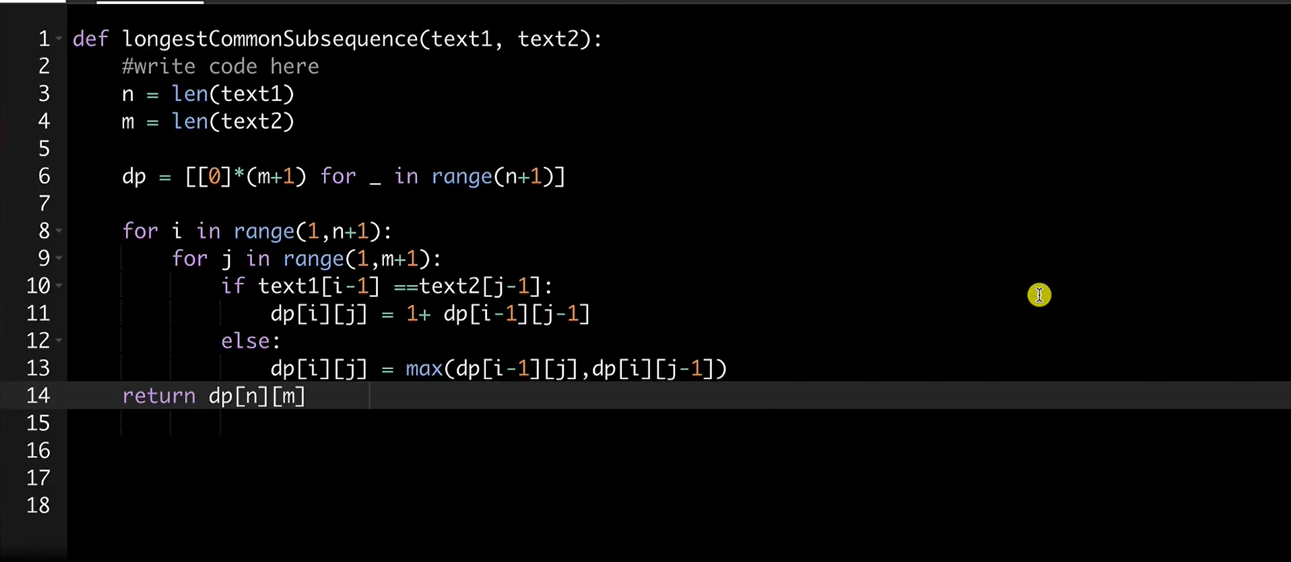 1 def longestCommonSubsequence(text1, text2):
2     #write code here
3     n = len(text1)
4     m = len(text2)
5
6     dp = [[0]*(m+1) for _ in range(n+1)]
7
8     for i in range(1,n+1):
9         for j in range(1,m+1):
10             if text1[i-1] ==text2[j-1]:
11                 dp[i][j] = 1+ dp[i-1][j-1]
12             else:
13                 dp[i][j] = max(dp[i-1][j],dp[i][j-1])
14     return dp[n][m]
15
16
17
18